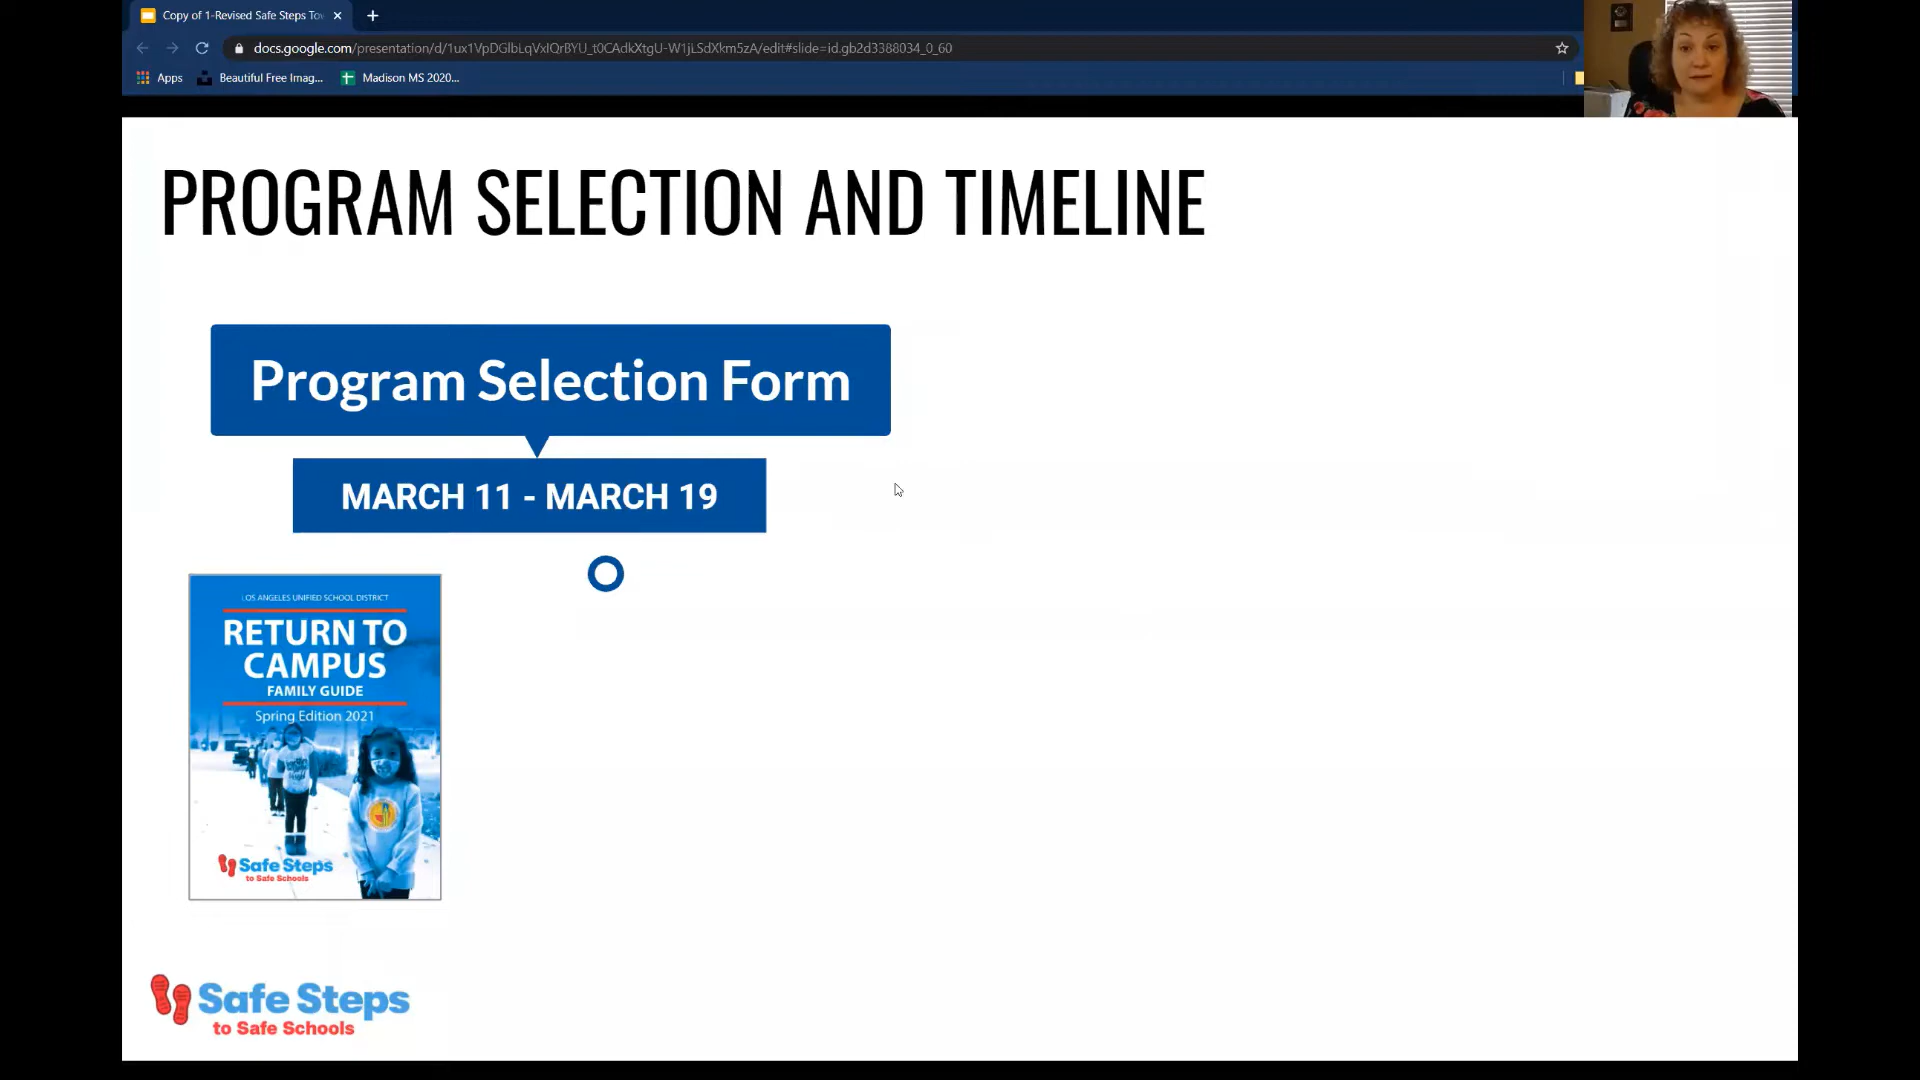 Copy of 1-Revised Safe Steps Tow
docs.google.com/presentation/d/1ux1VpDGlbLqVxIQrBYU_t0CAdkXtgU-W1jLSdXkm5zA/edit#slide=id.gb2d3388034_0_60
Apps
Beautiful Free Imag...
Madison MS 2020...
PROGRAM SELECTION AND TIMELINE
Program Selection Form
MARCH 11 - MARCH 19
LOS ANGELES UNIFIED SCHOOL DISTRICT
RETURN TO
CAMPUS
FAMILY GUIDE
Spring Edition 2021
Safe Steps
to Safe Schools
Safe Steps
to Safe Schools